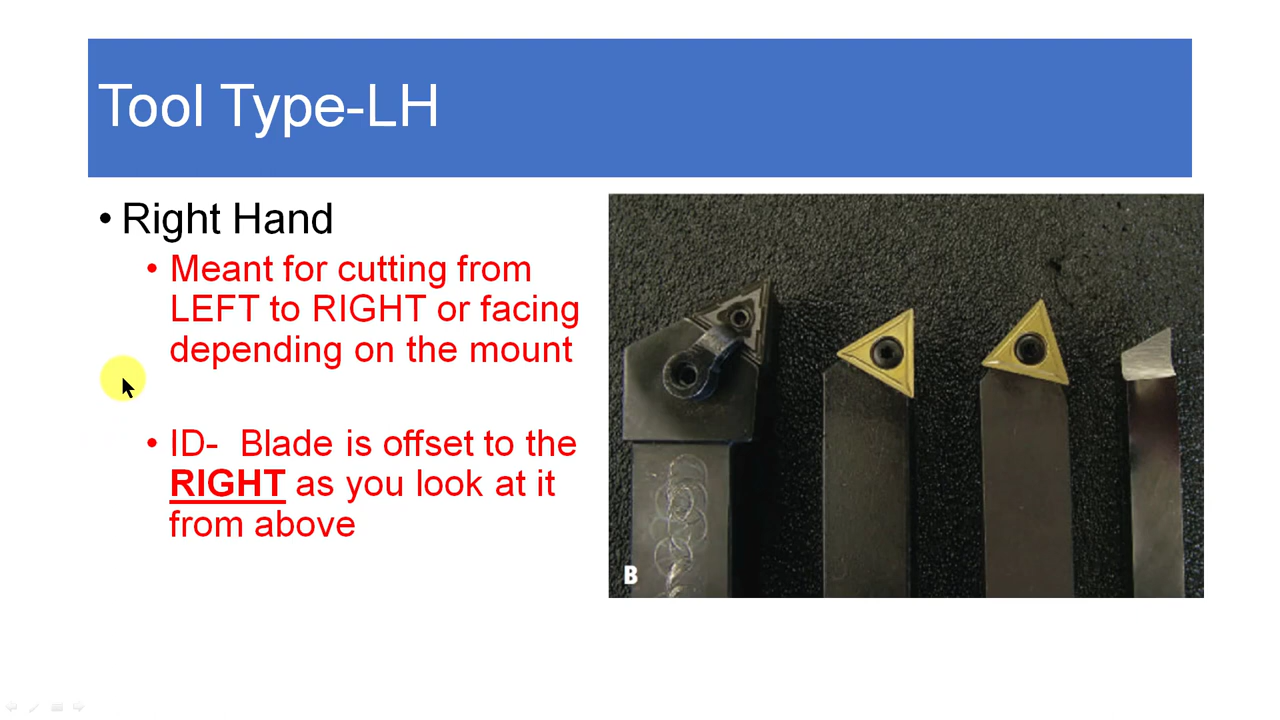 Tool Type-LH
• Right Hand
• Meant for cutting from
LEFT to RIGHT or facing
depending on the mount
• ID- Blade is offset to the
RIGHT as you look at it
from above
B